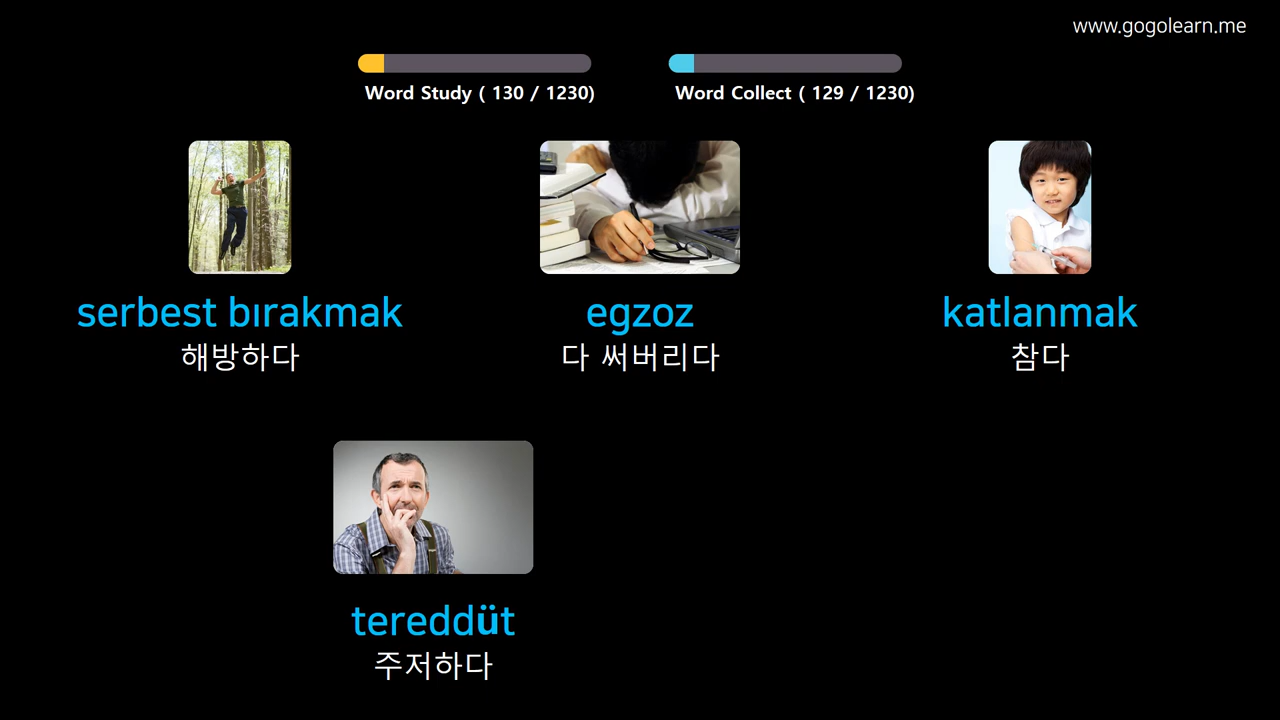 www.gogolearn.me
Word Study ( 130 / 1230)
Word Collect ( 129 / 1230)
serbest bırakmak
해방하다
egzoz
다 써버리다
katlanmak
참다
tereddüt
주저하다